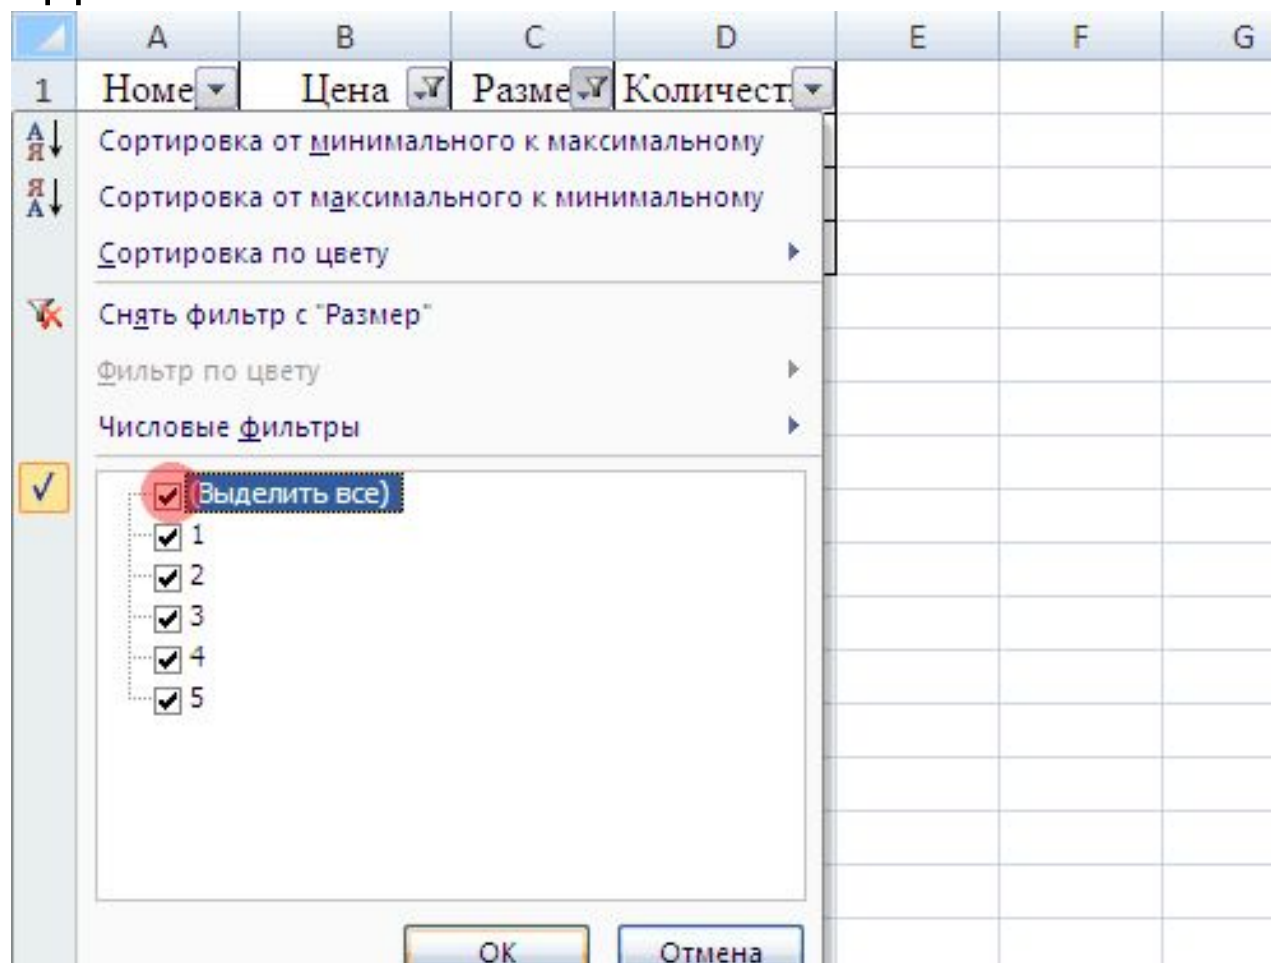 A B C D E F G
1 Номе Цена Разме Количест
Сортировка от минимального к максимальному
Сортировка от максимального к минимальному
Сортировка по цвету
Снять фильтр с "Размер"
Фильтр по цвету
Числовые фильтры
(Выделить все)
1
2
3
4
5
ОК Отмена